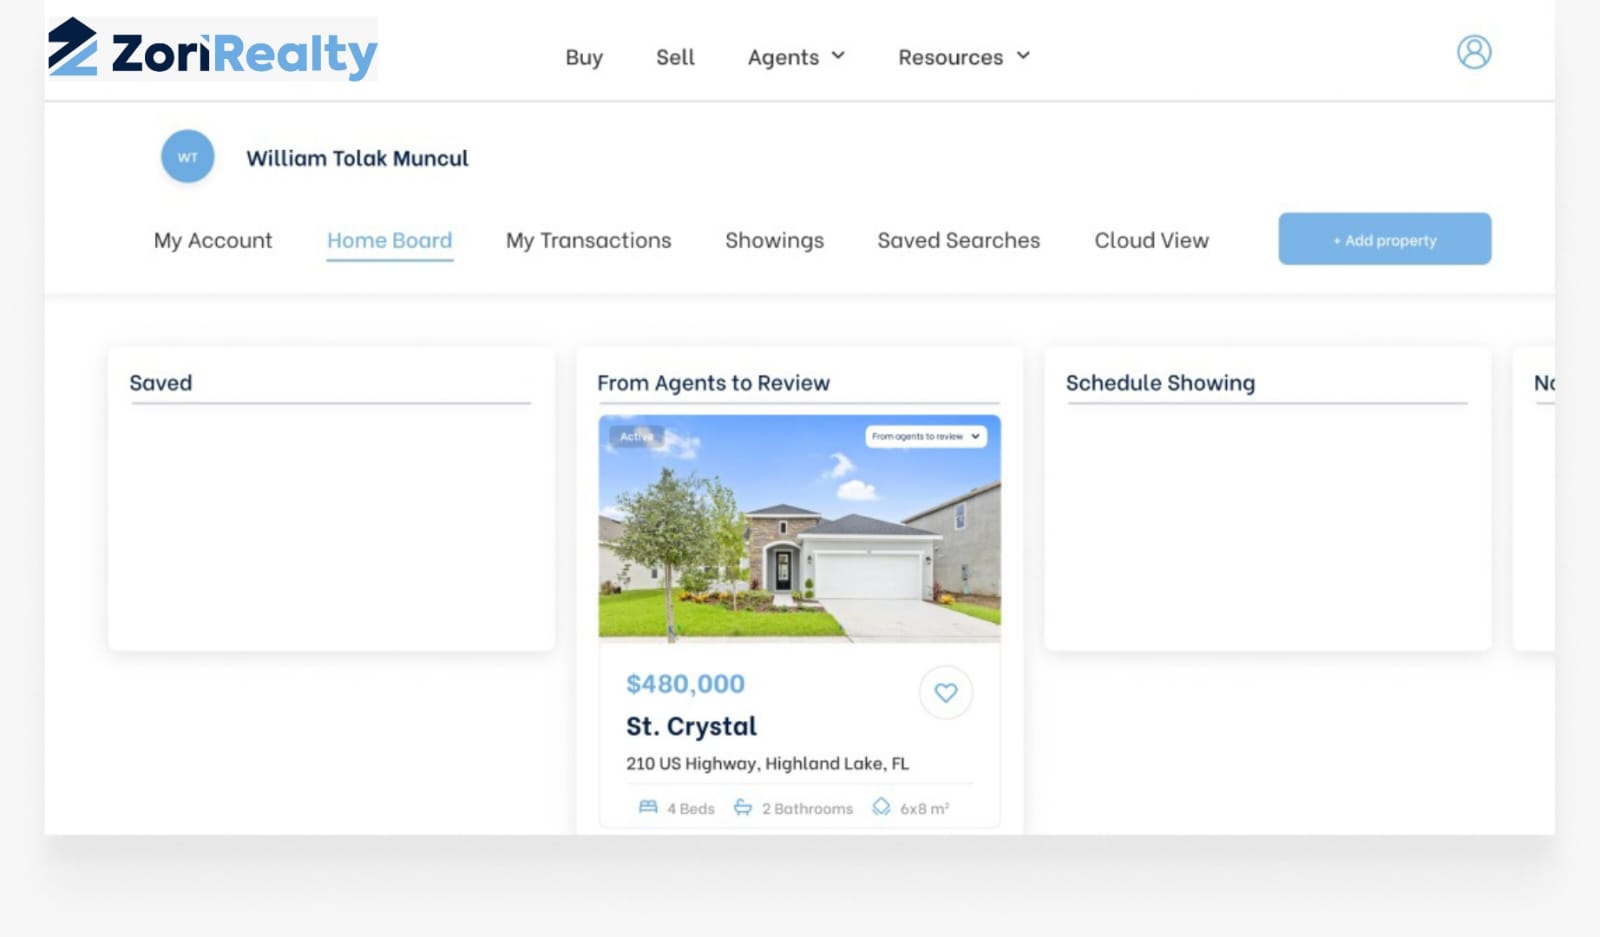 ZoriRealty
Buy Sell Agents Resources
WT William Tolak Muncul
My Account Home Board My Transactions Showings Saved Searches Cloud View + Add property
Saved
From Agents to Review
Active From agents to review
$480,000
St. Crystal
210 US Highway, Highland Lake, FL
4 Beds 2 Bathrooms 6x8 m²
Schedule Showing